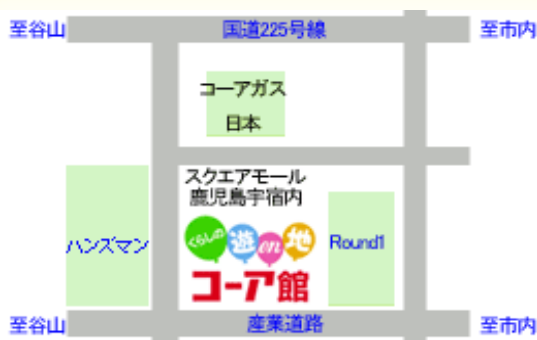 至谷山
国道225号線
至市内
コーアガス
日本
スクエアモール
鹿児島宇宿内
くらしの
遊en地
コーア館
ハンズマン
Round1
至谷山
産業道路
至市内